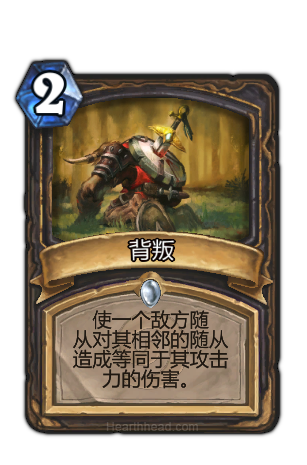 2
背叛
使一个敌方随
从对其相邻的随从
造成等同于其攻击
力的伤害。
Hearthhead.com